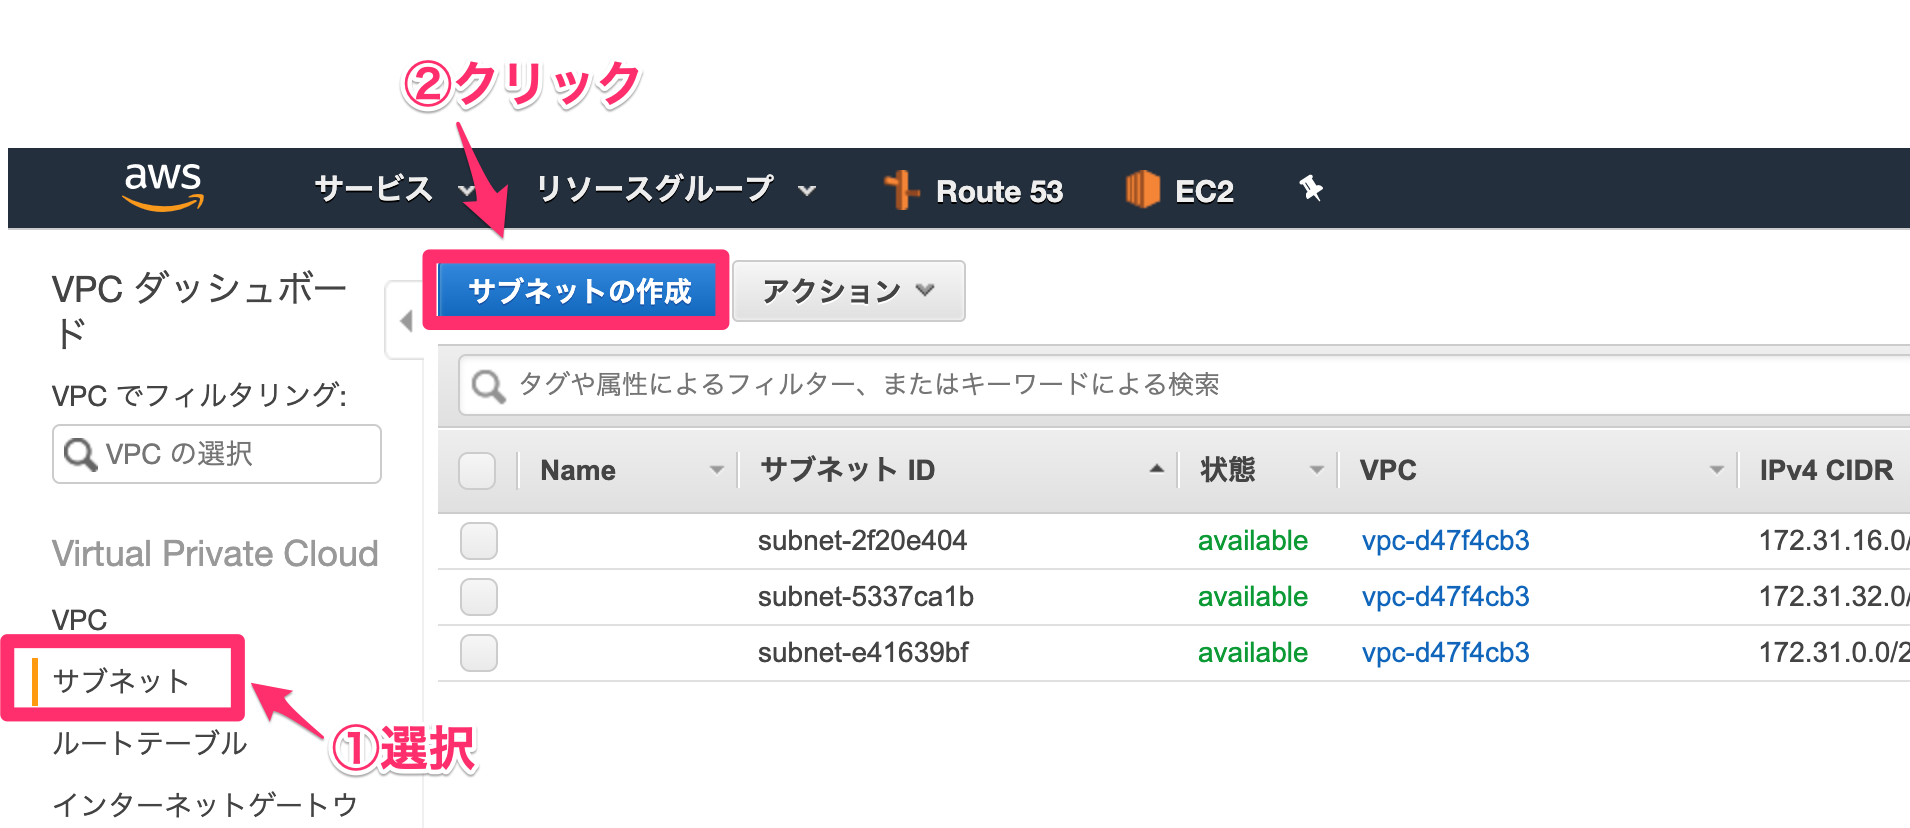 ②クリック
aws サービス リソースグループ Route 53 EC2
VPC ダッシュボー
ド
サブネットの作成 アクション
VPC でフィルタリング:
VPC の選択
タグや属性によるフィルター、またはキーワードによる検索
Name サブネット ID 状態 VPC IPv4 CIDR
subnet-2f20e404 available vpc-d47f4cb3 172.31.16.0/
subnet-5337ca1b available vpc-d47f4cb3 172.31.32.0/
subnet-e41639bf available vpc-d47f4cb3 172.31.0.0/2
Virtual Private Cloud
VPC
サブネット
①選択
ルートテーブル
インターネットゲートウ